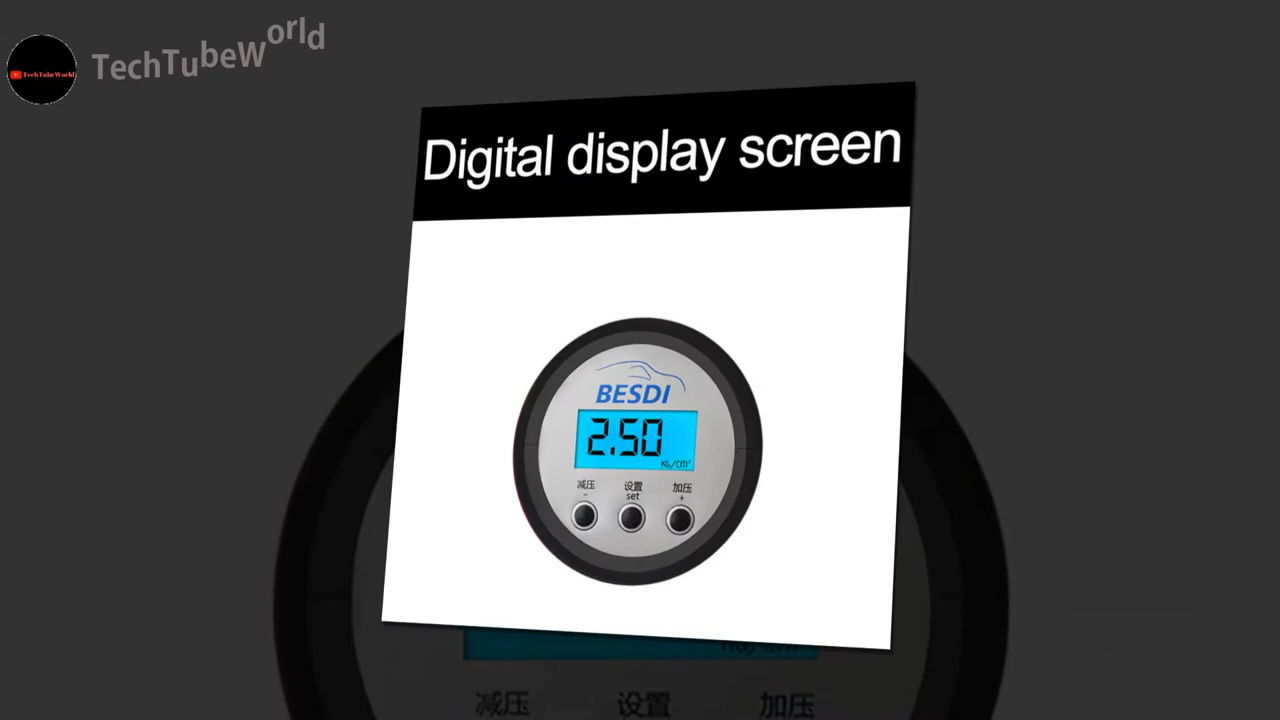 TechTubeWorld
TechTubeWorld
Digital display screen
BESDI
2.50
KG/cm²
减压 设置 加压
- set +
减压 设置 加压